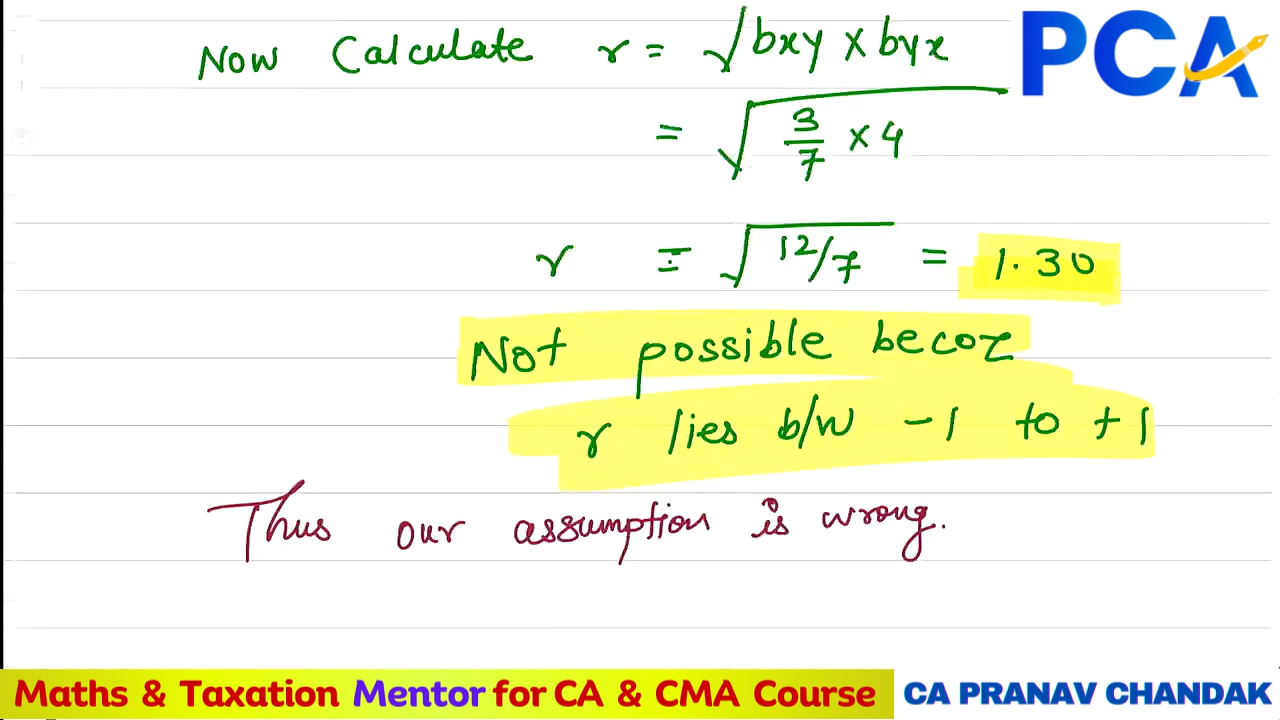 Now Calculate r = √bxy × byx
PCA
= √3/7 × 4
r = √12/7 = 1.30
Not possible becoz
r lies b/w -1 to +1
Thus our assumption is wrong.
Maths & Taxation Mentor for CA & CMA Course
CA PRANAV CHANDAK